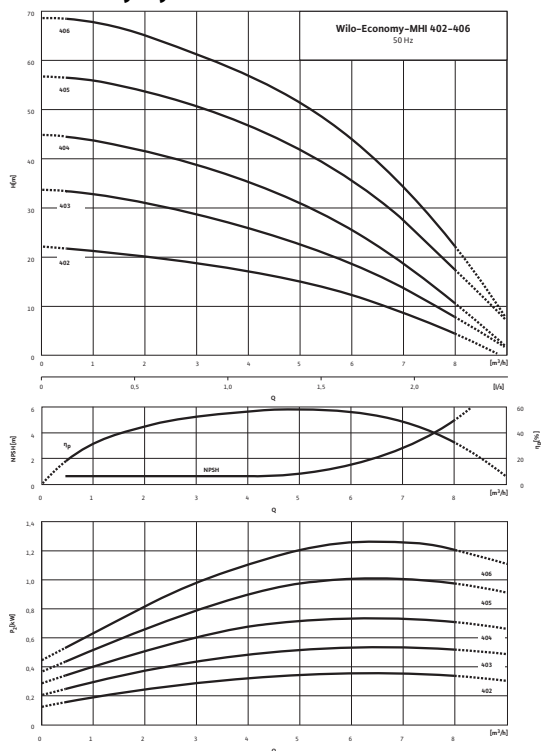 Wilo-Economy-MHI 402-406
50 Hz
H[m]
70
60
50
40
30
20
10
0
406
405
404
403
402
0 1 2 3 4 5 6 7 8 [m³/h]
0 0,5 1,0 1,5 2,0 [l/s]
Q
NPSH[m]
6
4
2
0
ηp
NPSH
60
40
20
0
ηp[%]
0 1 2 3 4 5 6 7 8 [m³/h]
Q
P₂[kW]
1,4
1,2
1,0
0,8
0,6
0,4
0,2
0
406
405
404
403
402
0 1 2 3 4 5 6 7 8 [m³/h]
Q